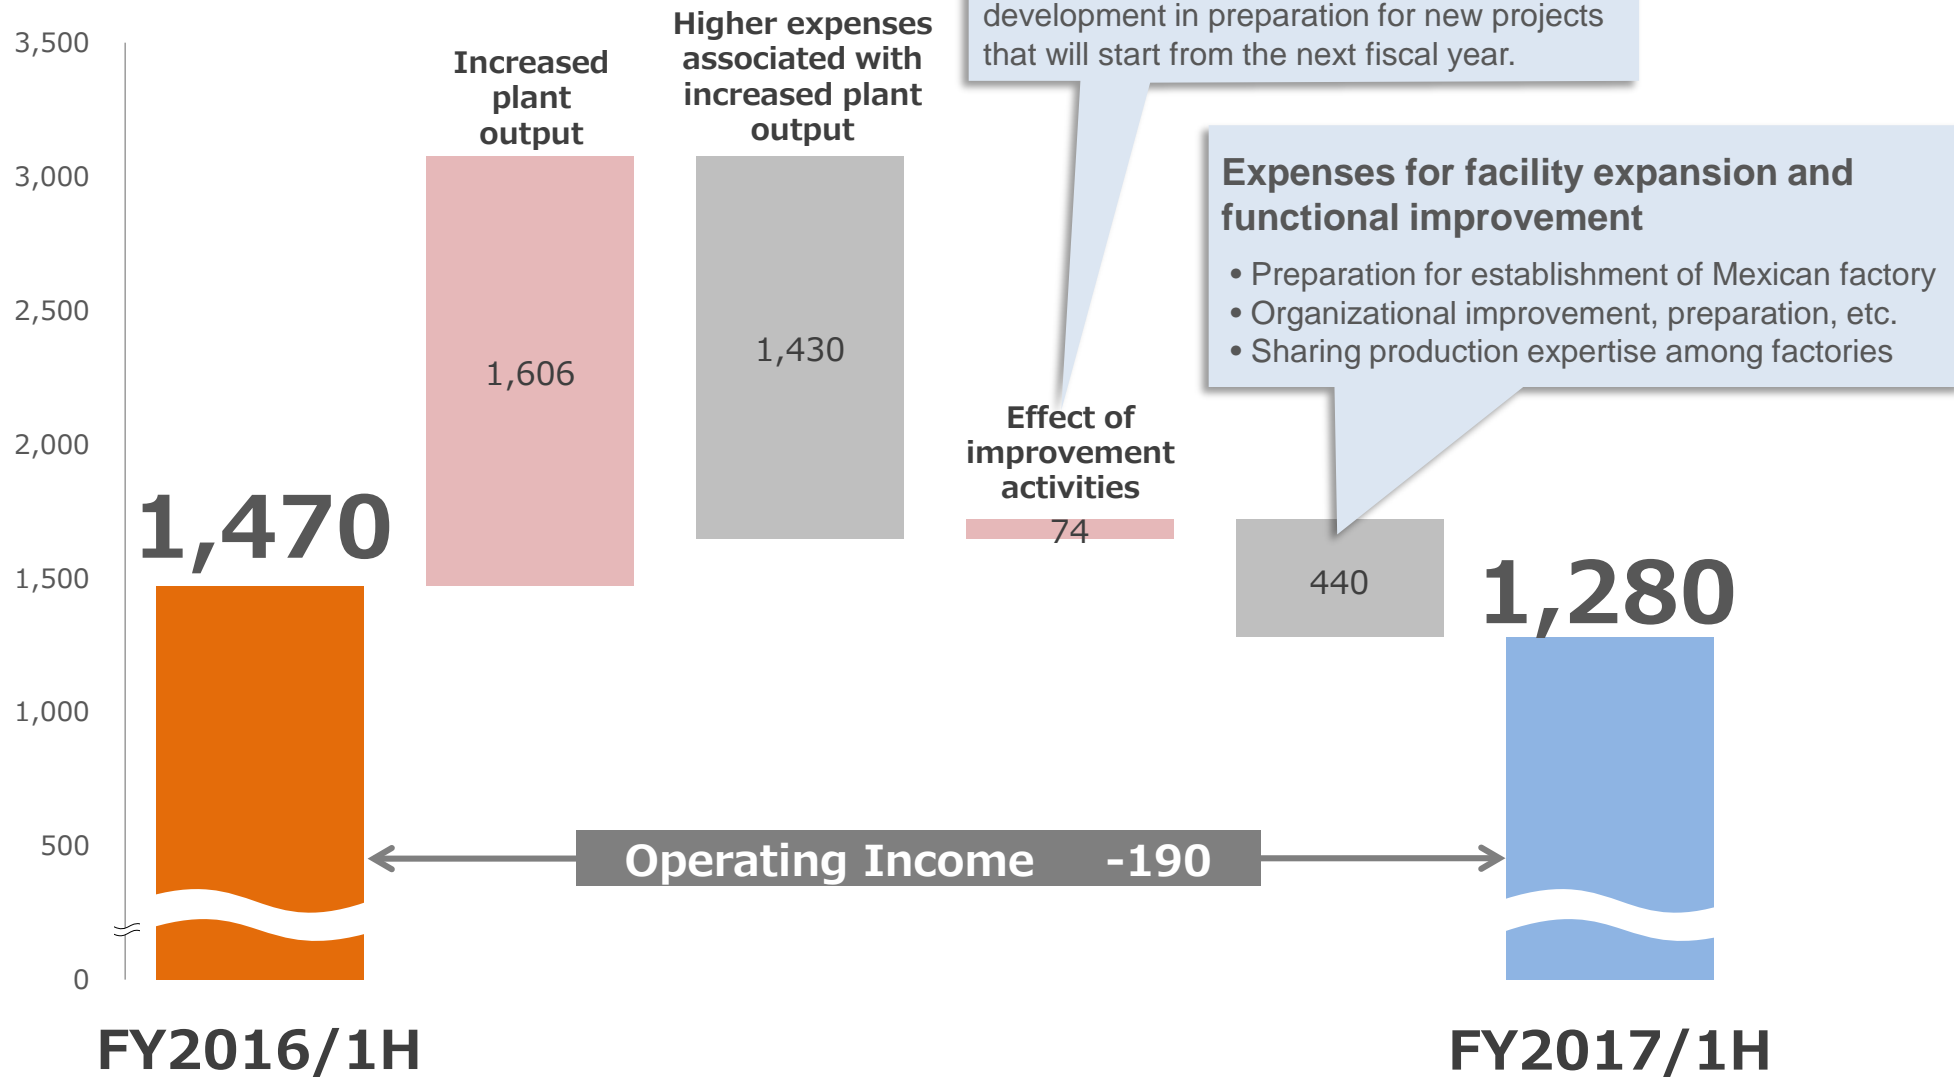 development in preparation for new projects
that will start from the next fiscal year.
Higher expenses
associated with
increased plant
output
Increased
plant
output
Expenses for facility expansion and
functional improvement
• Preparation for establishment of Mexican factory
• Organizational improvement, preparation, etc.
• Sharing production expertise among factories
3,500
3,000
2,500
2,000
1,500
1,000
500
0
1,470
1,606
1,430
Effect of
improvement
activities
74
440
1,280
Operating Income -190
FY2016/1H
FY2017/1H